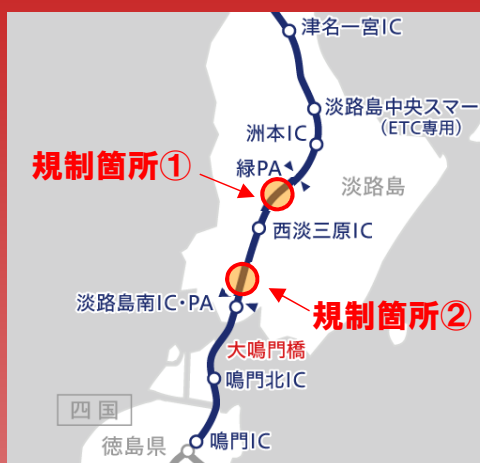 津名一宮IC
淡路島中央スマー
(ETC専用)
洲本IC
緑PA
規制箇所①
淡路島
西淡三原IC
淡路島南IC・PA
規制箇所②
大鳴門橋
鳴門北IC
四国
鳴門IC
徳島県